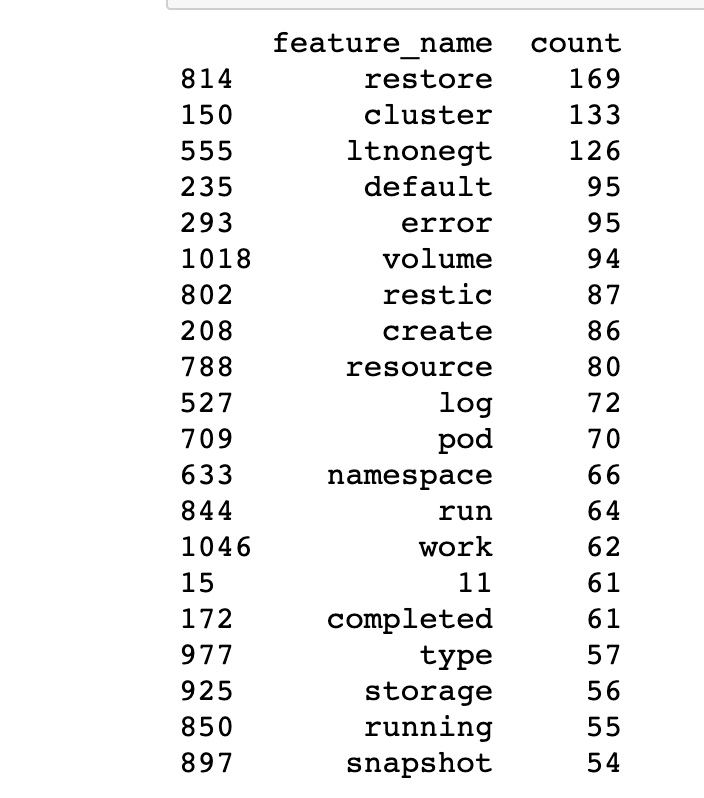 feature_name count
814 restore 169
150 cluster 133
555 ltnonegt 126
235 default 95
293 error 95
1018 volume 94
802 restic 87
208 create 86
788 resource 80
527 log 72
709 pod 70
633 namespace 66
844 run 64
1046 work 62
15 11 61
172 completed 61
977 type 57
925 storage 56
850 running 55
897 snapshot 54